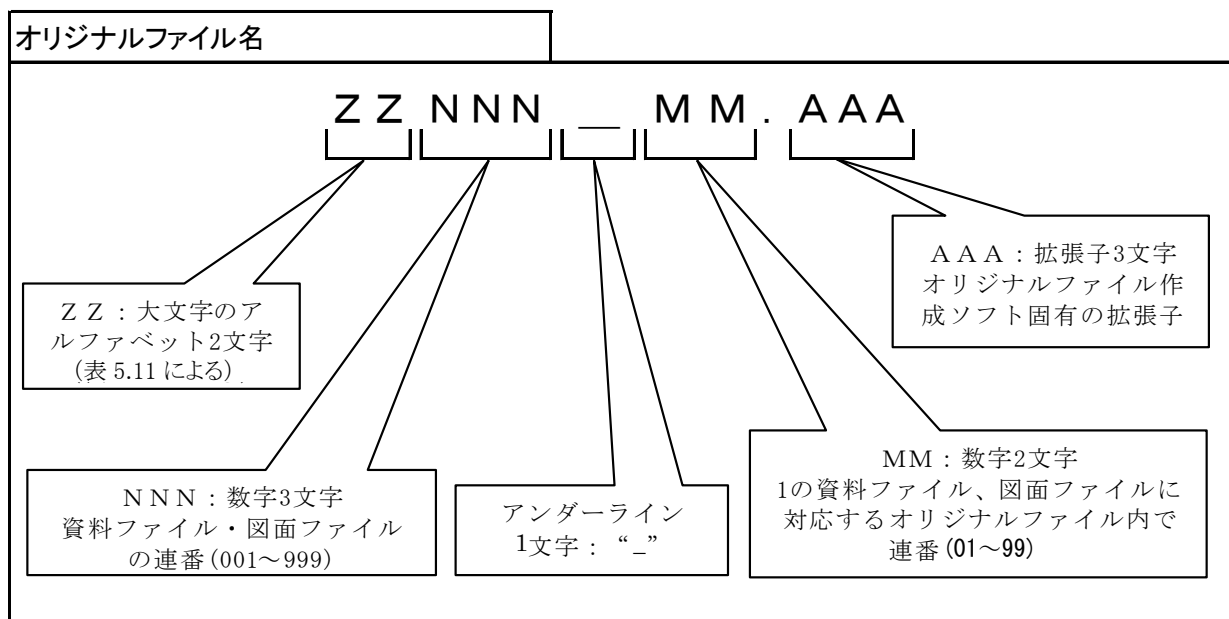 オリジナルファイル名
ＺＺＮＮＮ＿ＭＭ．ＡＡＡ
ＡＡＡ：拡張子3文字
オリジナルファイル作
成ソフト固有の拡張子
ＺＺ：大文字のア
ルファベット2文字
(表 5.11 による)
ＭＭ：数字2文字
1の資料ファイル、図面ファイルに
対応するオリジナルファイル内で
連番(01～99)
ＮＮＮ：数字3文字
資料ファイル・図面ファイル
の連番(001～999)
アンダーライン
1文字：“_”